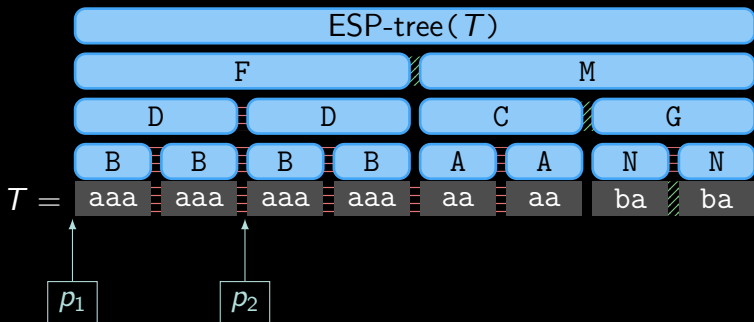 ESP-tree(T)
F M
D D C G
B B B B A A N N
T = aaa aaa aaa aaa aa aa ba ba
p₁ p₂